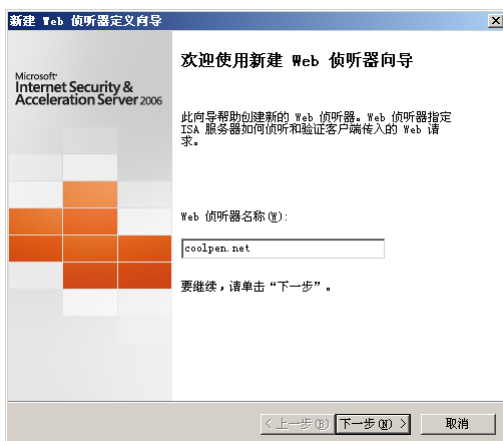 新建 Web 侦听器定义向导
Microsoft
Internet Security &
Acceleration Server 2006
欢迎使用新建 Web 侦听器向导
此向导帮助创建新的 Web 侦听器。Web 侦听器指定
ISA 服务器如何侦听和验证客户端传入的 Web 请
求。
Web 侦听器名称(W):
coolpen.net
要继续，请单击“下一步”。
< 上一步(B)
下一步(N) >
取消